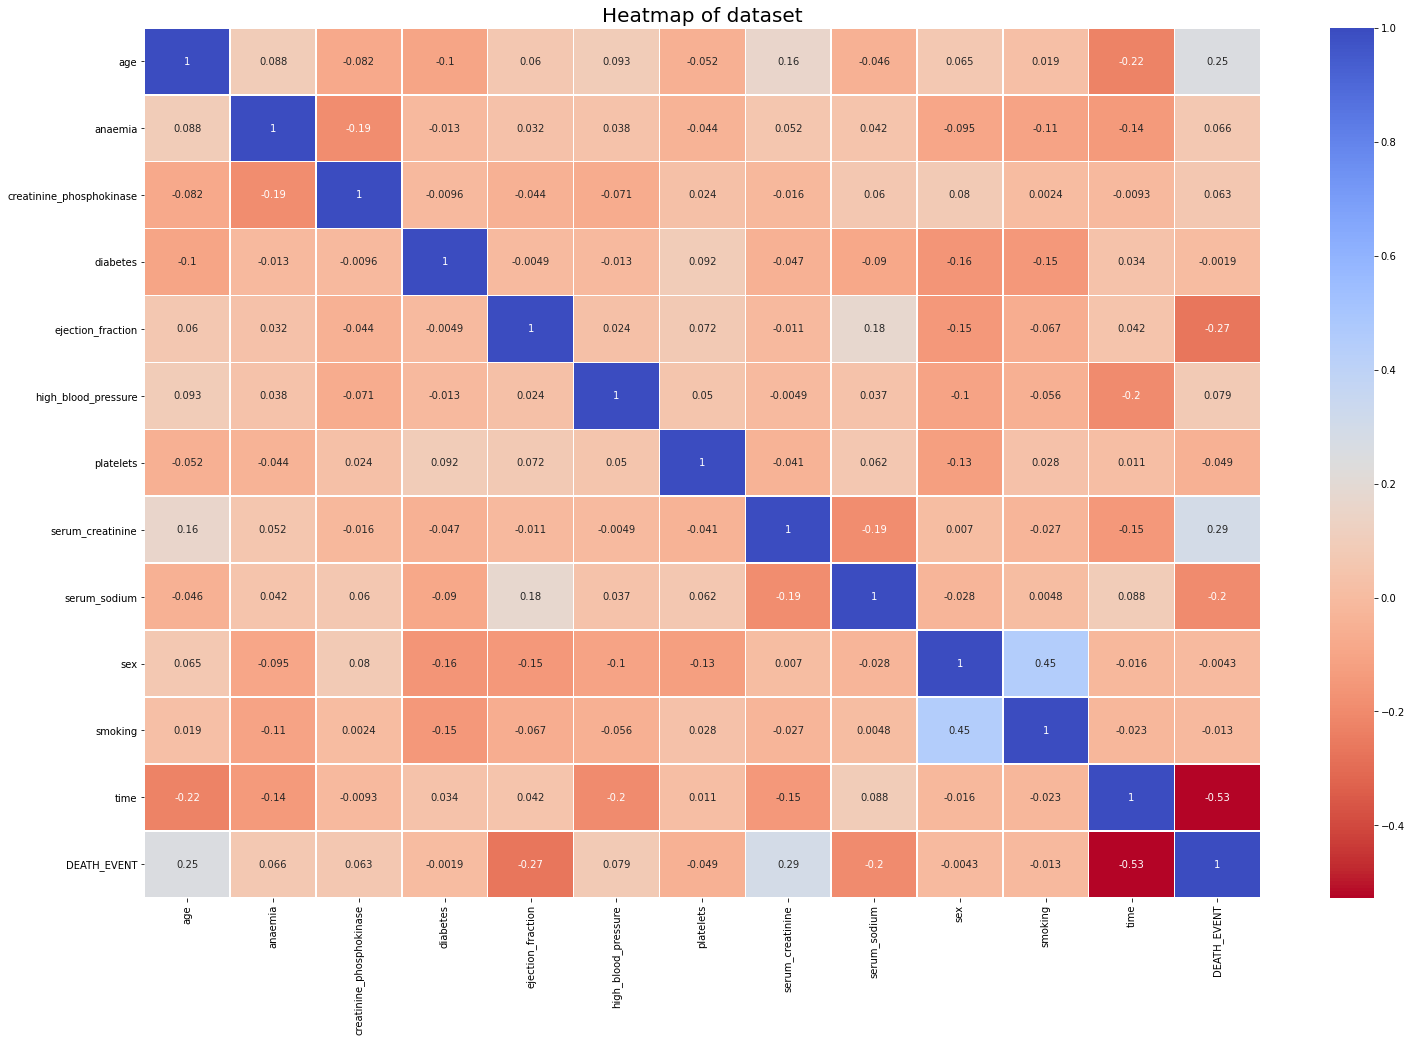 Heatmap of dataset
age 1 0.088 -0.082 -0.1 0.06 0.093 -0.052 0.16 -0.046 0.065 0.019 -0.22 0.25
anaemia 0.088 1 -0.19 -0.013 0.032 0.038 -0.044 0.052 0.042 -0.095 -0.11 -0.14 0.066
creatinine_phosphokinase -0.082 -0.19 1 -0.0096 -0.044 -0.071 0.024 -0.016 0.06 0.08 0.0024 -0.0093 0.063
diabetes -0.1 -0.013 -0.0096 1 -0.0049 -0.013 0.092 -0.047 -0.09 -0.16 -0.15 0.034 -0.0019
ejection_fraction 0.06 0.032 -0.044 -0.0049 1 0.024 0.072 -0.011 0.18 -0.15 -0.067 0.042 -0.27
high_blood_pressure 0.093 0.038 -0.071 -0.013 0.024 1 0.05 -0.0049 0.037 -0.1 -0.056 -0.2 0.079
platelets -0.052 -0.044 0.024 0.092 0.072 0.05 1 -0.041 0.062 -0.13 0.028 0.011 -0.049
serum_creatinine 0.16 0.052 -0.016 -0.047 -0.011 -0.0049 -0.041 1 -0.19 0.007 -0.027 -0.15 0.29
serum_sodium -0.046 0.042 0.06 -0.09 0.18 0.037 0.062 -0.19 1 -0.028 0.0048 0.088 -0.2
sex 0.065 -0.095 0.08 -0.16 -0.15 -0.1 -0.13 0.007 -0.028 1 0.45 -0.016 -0.0043
smoking 0.019 -0.11 0.0024 -0.15 -0.067 -0.056 0.028 -0.027 0.0048 0.45 1 -0.023 -0.013
time -0.22 -0.14 -0.0093 0.034 0.042 -0.2 0.011 -0.15 0.088 -0.016 -0.023 1 -0.53
DEATH_EVENT 0.25 0.066 0.063 -0.0019 -0.27 0.079 -0.049 0.29 -0.2 -0.0043 -0.013 -0.53 1
age
anaemia
creatinine_phosphokinase
diabetes
ejection_fraction
high_blood_pressure
platelets
serum_creatinine
serum_sodium
sex
smoking
time
DEATH_EVENT
1.0
0.8
0.6
0.4
0.2
0.0
−0.2
−0.4